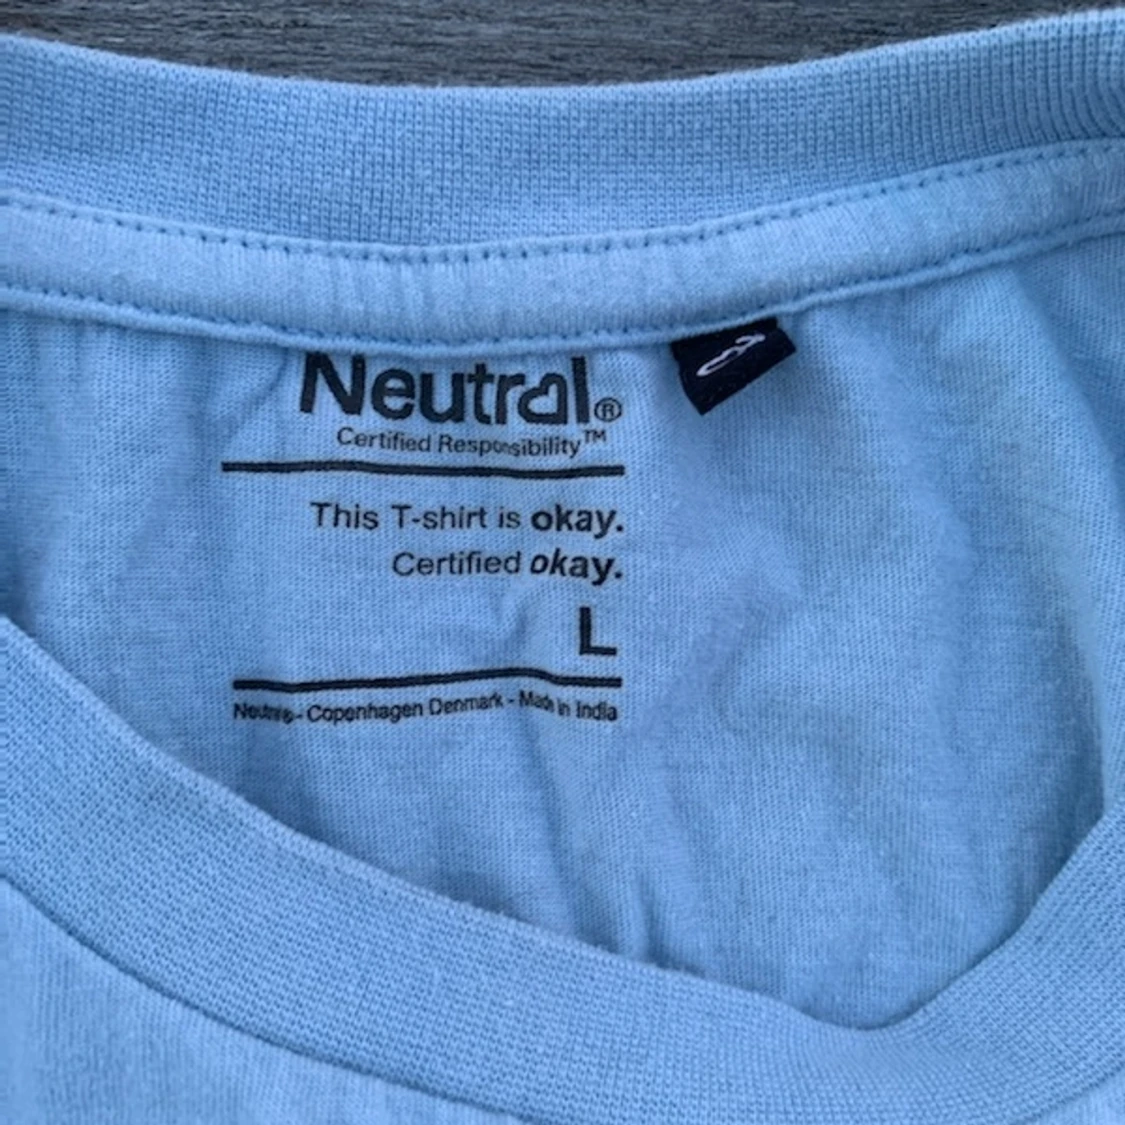 Neutral®
Certified Responsibility™
This T-shirt is okay.
Certified okay.
L
Neutral® - Copenhagen Denmark - Made in India